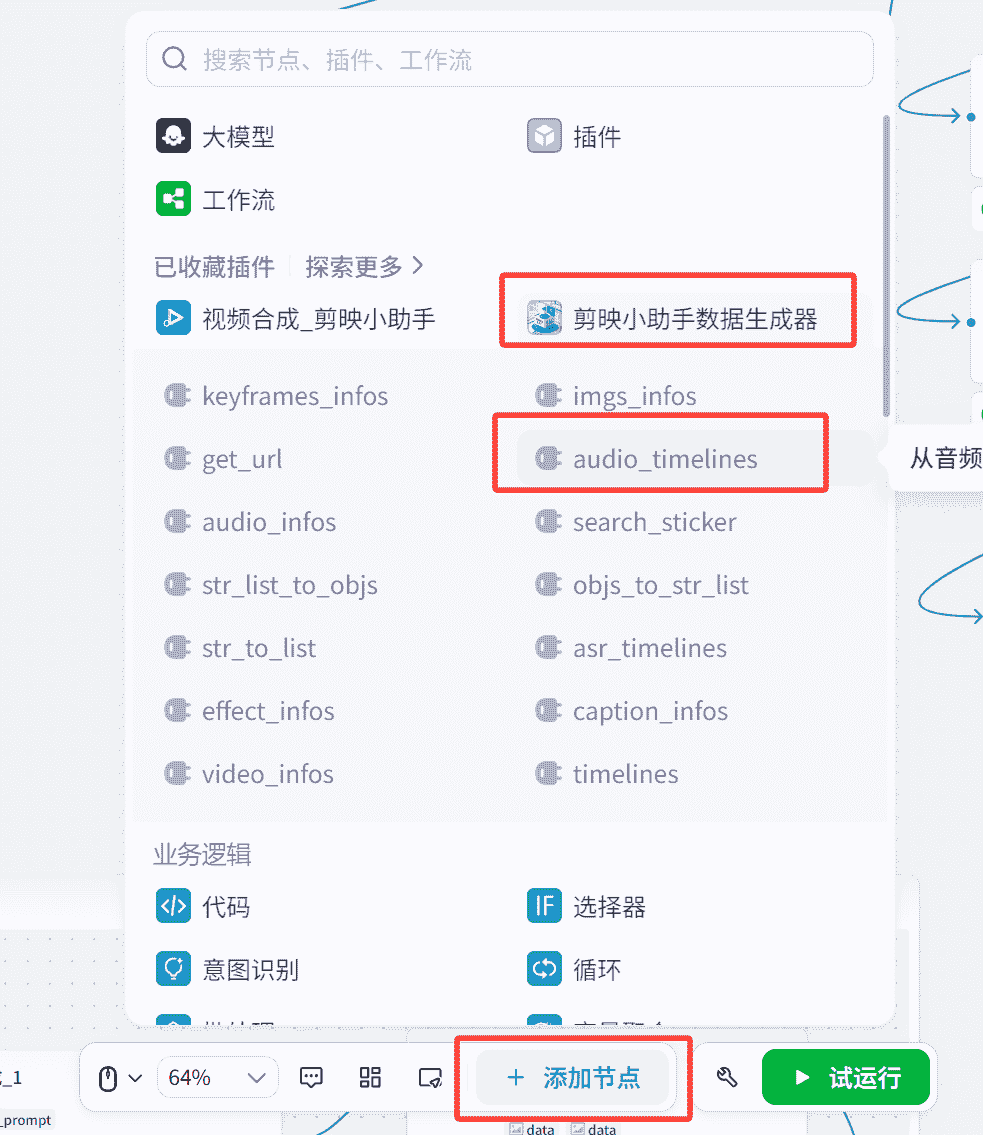 搜索节点、插件、工作流
大模型 插件
工作流
已收藏插件 探索更多
视频合成_剪映小助手 剪映小助手数据生成器
keyframes_infos imgs_infos
get_url audio_timelines
从音频
audio_infos search_sticker
str_list_to_objs objs_to_str_list
str_to_list asr_timelines
effect_infos caption_infos
video_infos timelines
业务逻辑
代码 IF 选择器
意图识别 循环
_1 64% + 添加节点 试运行
_prompt
data data